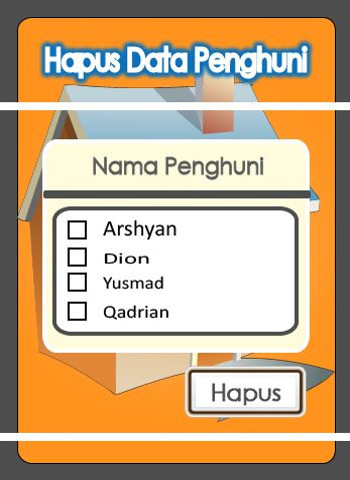 Hapus Data Penghuni
Nama Penghuni
Arshyan
Dion
Yusmad
Qadrian
Hapus